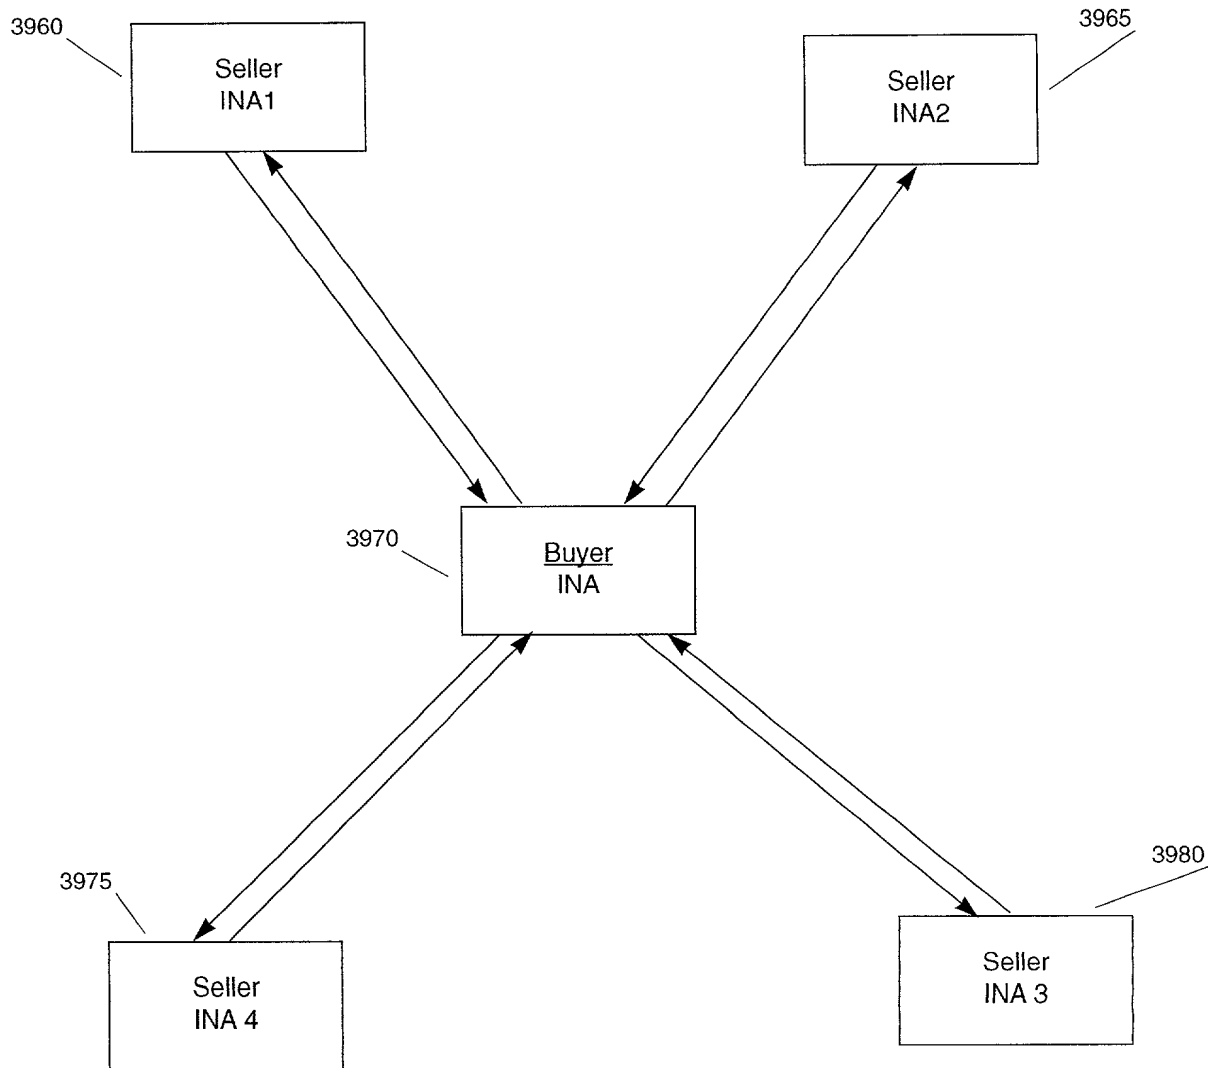 3960
Seller
INA1
3965
Seller
INA2
3970
Buyer
INA
3975
Seller
INA 4
3980
Seller
INA 3